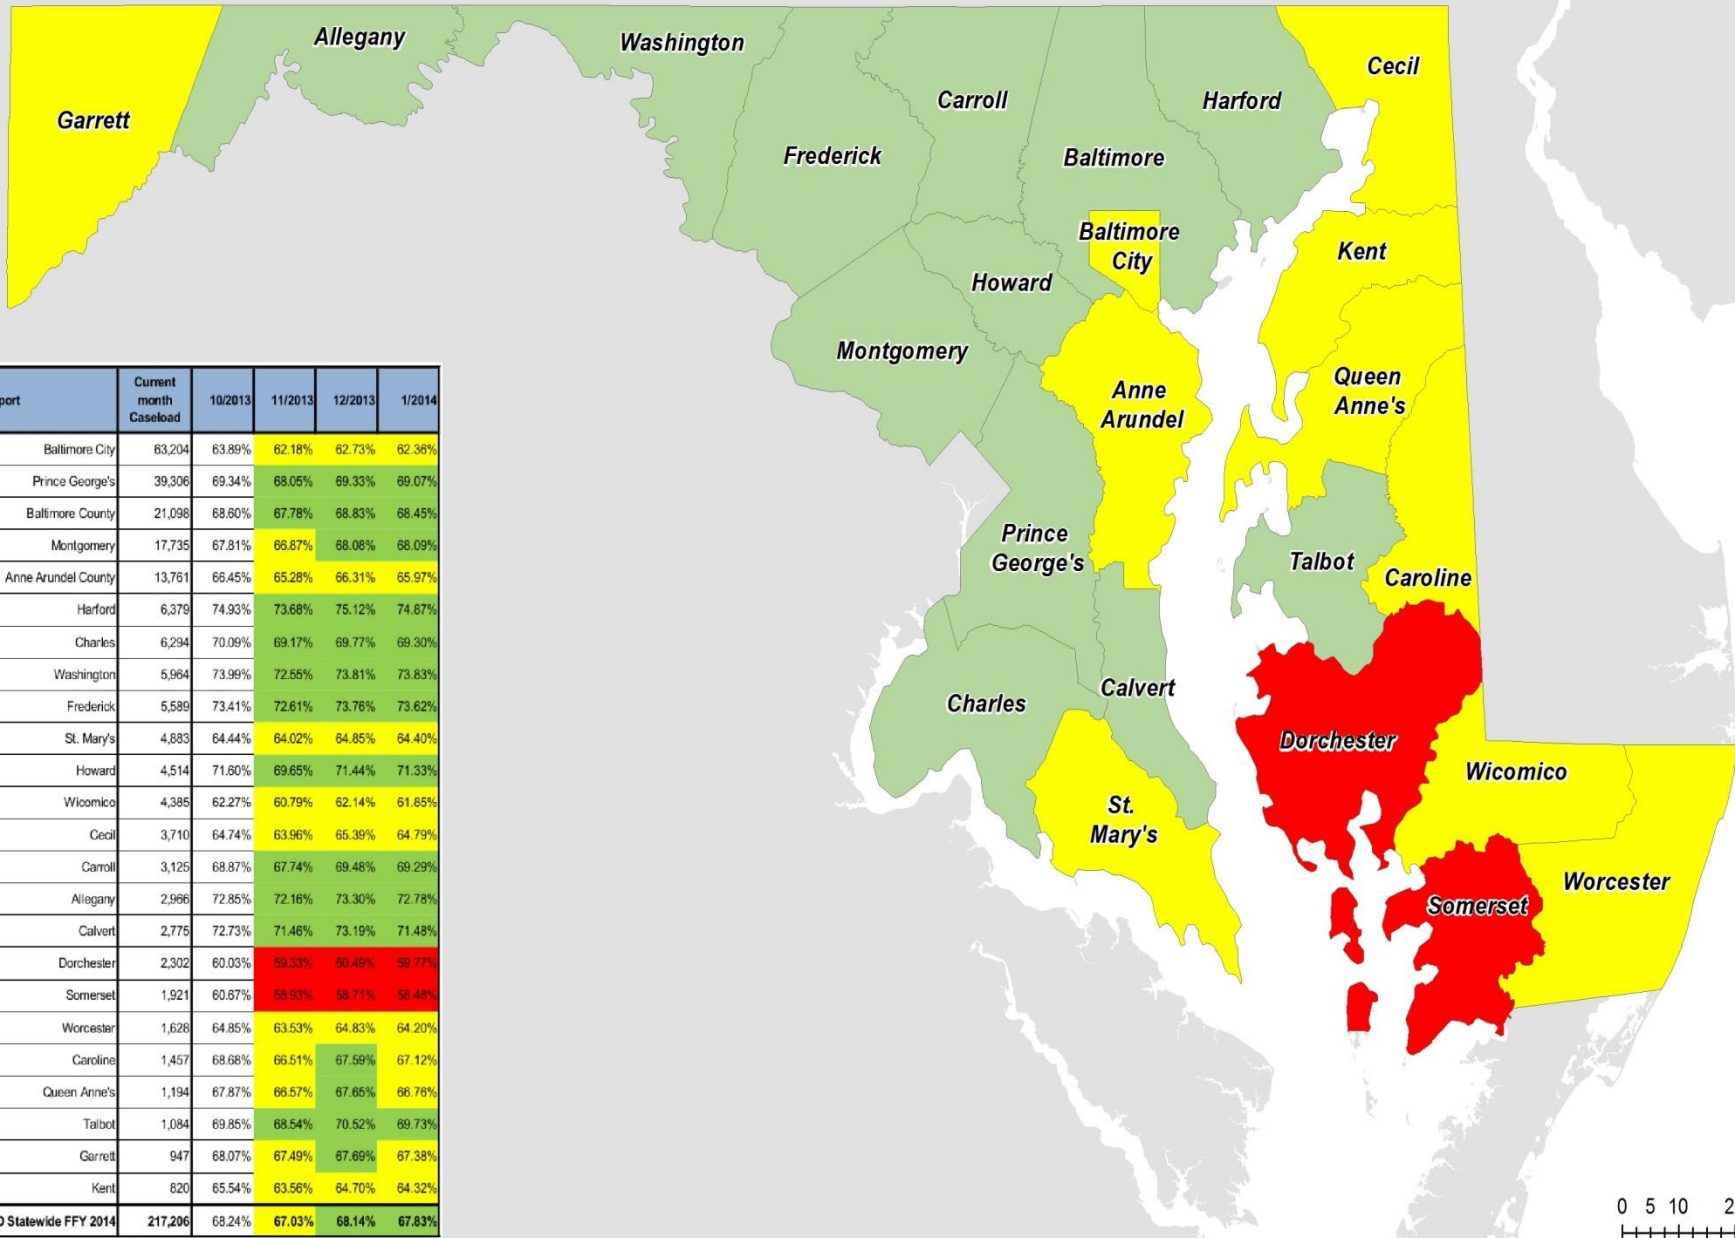 Allegany
Washington
Cecil
Garrett
Carroll
Harford
Frederick
Baltimore
Baltimore
City
Kent
Howard
Montgomery
Anne
Arundel
Queen
Anne's
Prince
George's
Talbot
Caroline
Charles
Calvert
Dorchester
Wicomico
St.
Mary's
Worcester
Somerset
port Current month Caseload 10/2013 11/2013 12/2013 1/2014
Baltimore City 63,204 63.89% 62.18% 62.73% 62.36%
Prince George's 39,306 69.34% 68.05% 69.33% 69.07%
Baltimore County 21,098 68.60% 67.78% 68.83% 68.45%
Montgomery 17,735 67.81% 66.87% 68.08% 68.09%
Anne Arundel County 13,761 66.45% 65.28% 66.31% 65.97%
Harford 6,379 74.93% 73.68% 75.12% 74.87%
Charles 6,294 70.09% 69.17% 69.77% 69.30%
Washington 5,964 73.99% 72.55% 73.81% 73.83%
Frederick 5,589 73.41% 72.61% 73.76% 73.62%
St. Mary's 4,883 64.44% 64.02% 64.85% 64.40%
Howard 4,514 71.60% 69.65% 71.44% 71.33%
Wicomico 4,385 62.27% 60.79% 62.14% 61.85%
Cecil 3,710 64.74% 63.96% 65.39% 64.79%
Carroll 3,125 68.87% 67.74% 69.48% 69.29%
Allegany 2,966 72.85% 72.16% 73.30% 72.78%
Calvert 2,775 72.73% 71.46% 73.19% 71.48%
Dorchester 2,302 60.03% 59.33% 60.49% 59.77%
Somerset 1,921 60.67% 58.93% 58.71% 58.48%
Worcester 1,628 64.85% 63.53% 64.83% 64.20%
Caroline 1,457 68.68% 66.51% 67.59% 67.12%
Queen Anne's 1,194 67.87% 66.57% 67.65% 66.76%
Talbot 1,084 69.85% 68.54% 70.52% 69.73%
Garrett 947 68.07% 67.49% 67.69% 67.38%
Kent 820 65.54% 63.56% 64.70% 64.32%
Statewide FFY 2014 217,206 68.24% 67.03% 68.14% 67.83%
0 5 10 2